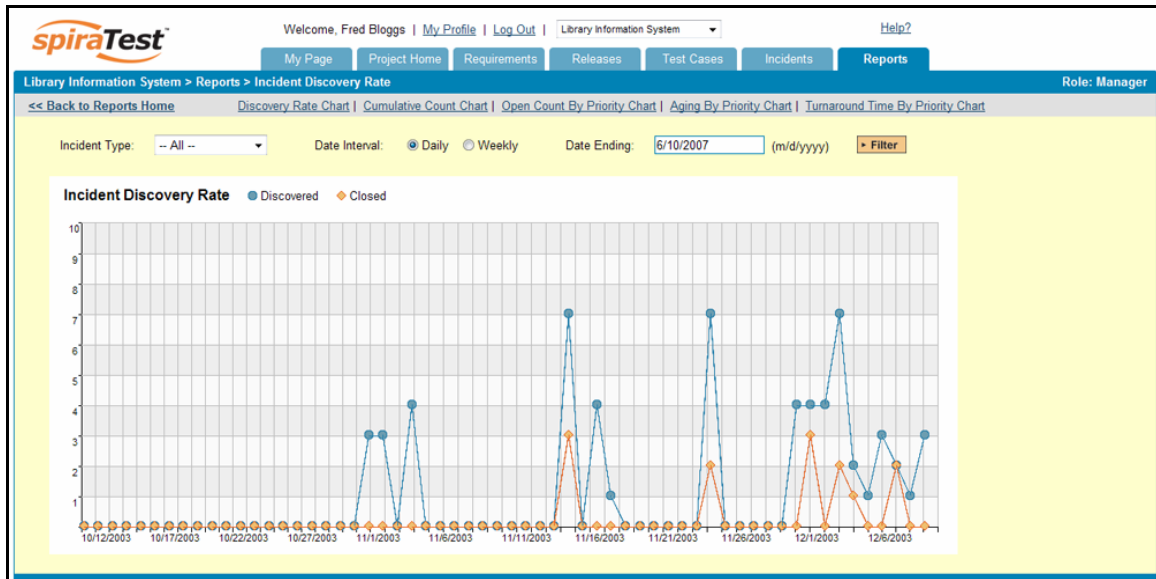 spiraTest™
Welcome, Fred Bloggs | My Profile | Log Out | Library Information System Help?
My Page Project Home Requirements Releases Test Cases Incidents Reports
Library Information System > Reports > Incident Discovery Rate Role: Manager
<< Back to Reports Home Discovery Rate Chart | Cumulative Count Chart | Open Count By Priority Chart | Aging By Priority Chart | Turnaround Time By Priority Chart
Incident Type: -- All -- Date Interval: Daily Weekly Date Ending: 6/10/2007 (m/d/yyyy) Filter
Incident Discovery Rate Discovered Closed
10
9
8
7
6
5
4
3
2
1
10/12/2003 10/17/2003 10/22/2003 10/27/2003 11/1/2003 11/6/2003 11/11/2003 11/16/2003 11/21/2003 11/26/2003 12/1/2003 12/6/2003